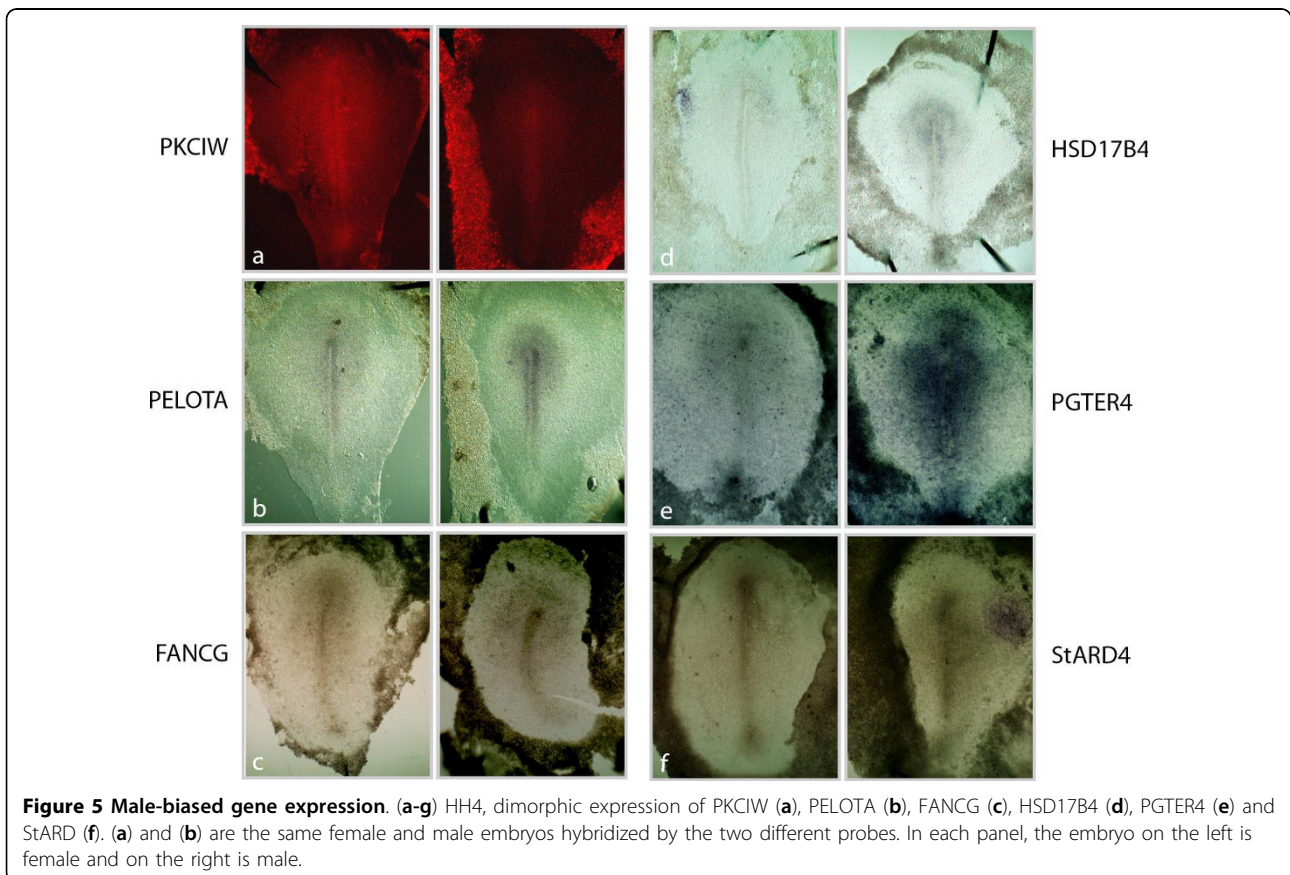 PKCIW
a
d
HSD17B4
PELOTA
b
PGTER4
e
FANCG
c
StARD4
f
Figure 5 Male-biased gene expression. (a-g) HH4, dimorphic expression of PKCIW (a), PELOTA (b), FANCG (c), HSD17B4 (d), PGTER4 (e) and
StARD (f). (a) and (b) are the same female and male embryos hybridized by the two different probes. In each panel, the embryo on the left is
female and on the right is male.